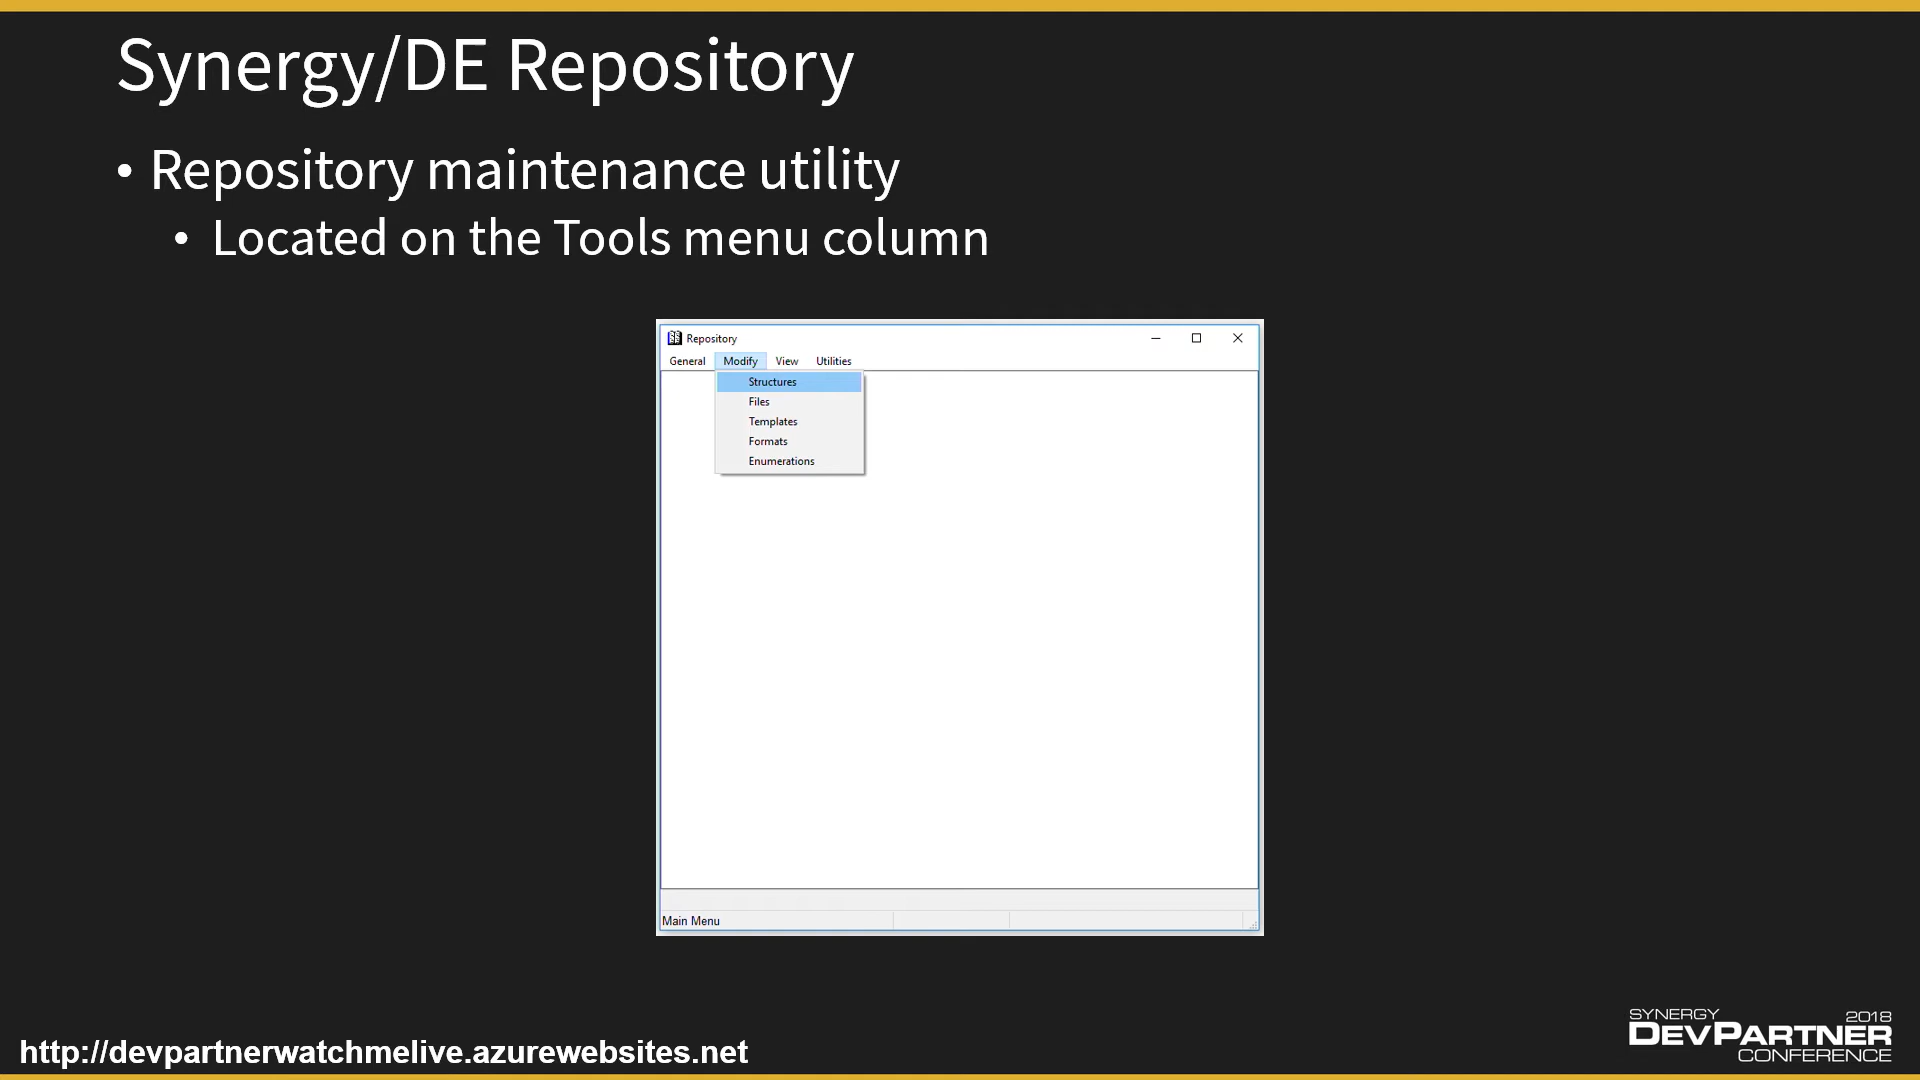 Synergy/DE Repository
• Repository maintenance utility
• Located on the Tools menu column
Repository
General Modify View Utilities
Structures
Files
Templates
Formats
Enumerations
Main Menu
http://devpartnerwatchmelive.azurewebsites.net
SYNERGY 2018
DEVPARTNER
CONFERENCE